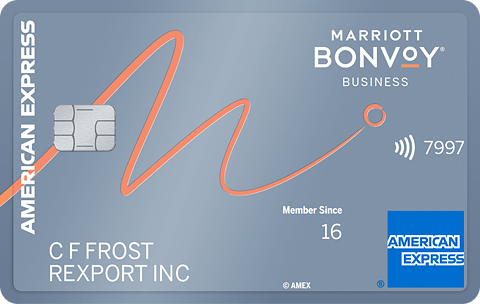 AMERICAN EXPRESS
MARRIOTT
BONVOY®
BUSINESS
7997
Member Since
16
C F FROST
REXPORT INC
© AMEX
AMERICAN
EXPRESS
®